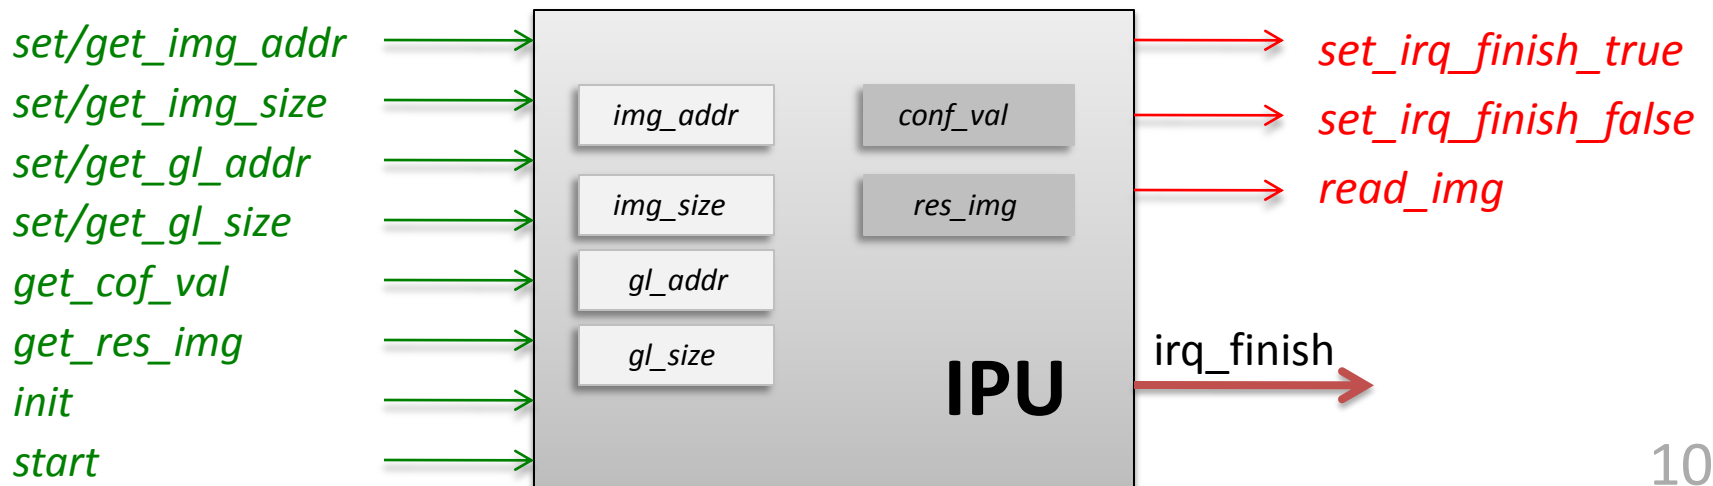 set/get_img_addr
set/get_img_size
set/get_gl_addr
set/get_gl_size
get_cof_val
get_res_img
init
start
img_addr
img_size
gl_addr
gl_size
conf_val
res_img
IPU
set_irq_finish_true
set_irq_finish_false
read_img
irq_finish
10